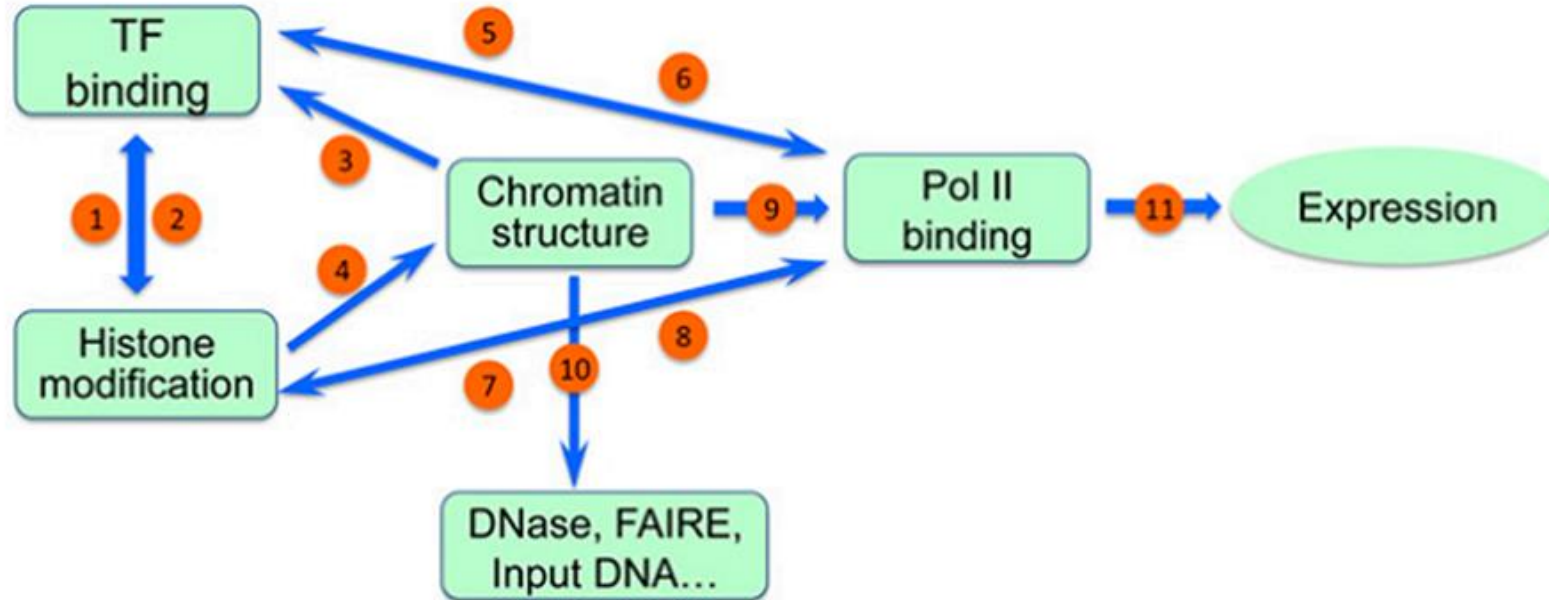 TF
binding
5
6
3
1
2
Chromatin
structure
9
Pol II
binding
11
Expression
4
Histone
modification
8
7
10
DNase, FAIRE,
Input DNA...